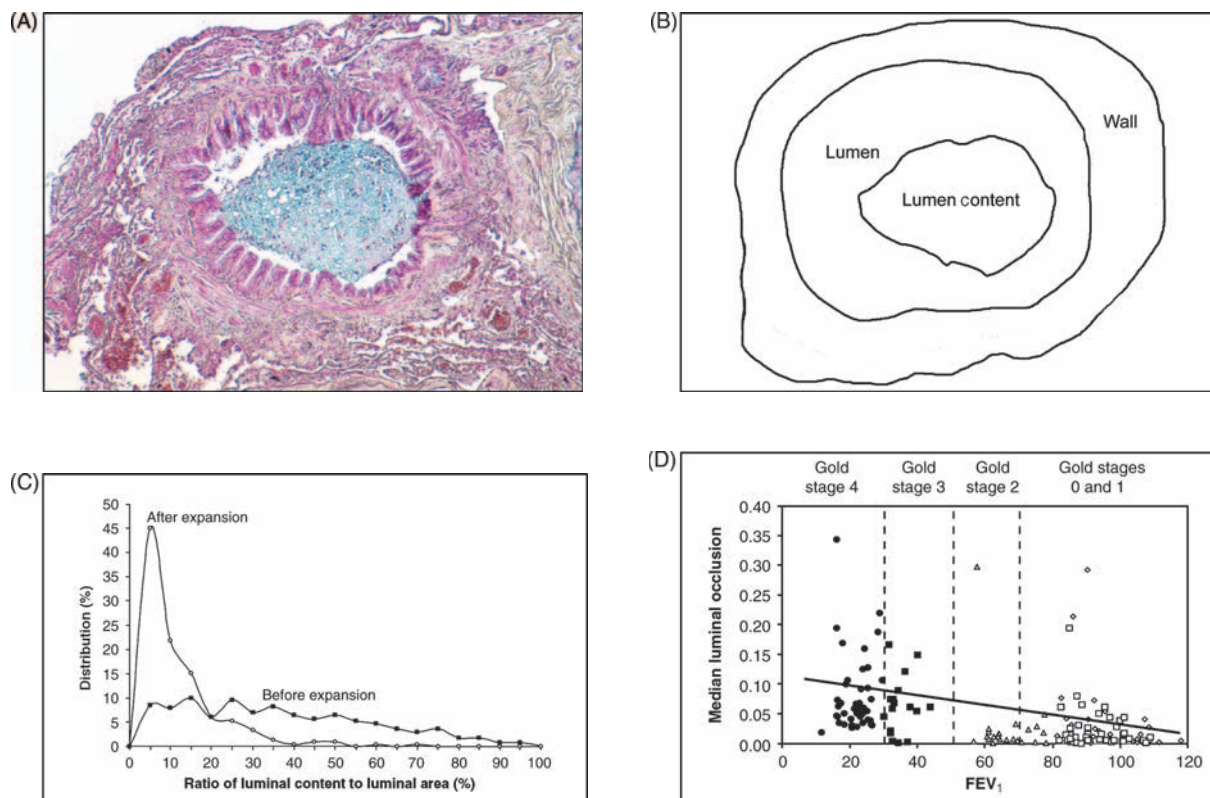 (A)
(B)
Wall
Lumen
Lumen content
(C)
50
45
40
35
30
25
20
15
10
5
0
Distribution (%)
After expansion
Before expansion
0 10 20 30 40 50 60 70 80 90 100
Ratio of luminal content to luminal area (%)
(D)
Gold
stage 4
Gold
stage 3
Gold
stage 2
Gold stages
0 and 1
0.40
0.35
0.30
0.25
0.20
0.15
0.10
0.05
0.00
Median luminal occlusion
0 20 40 60 80 100 120
FEV₁